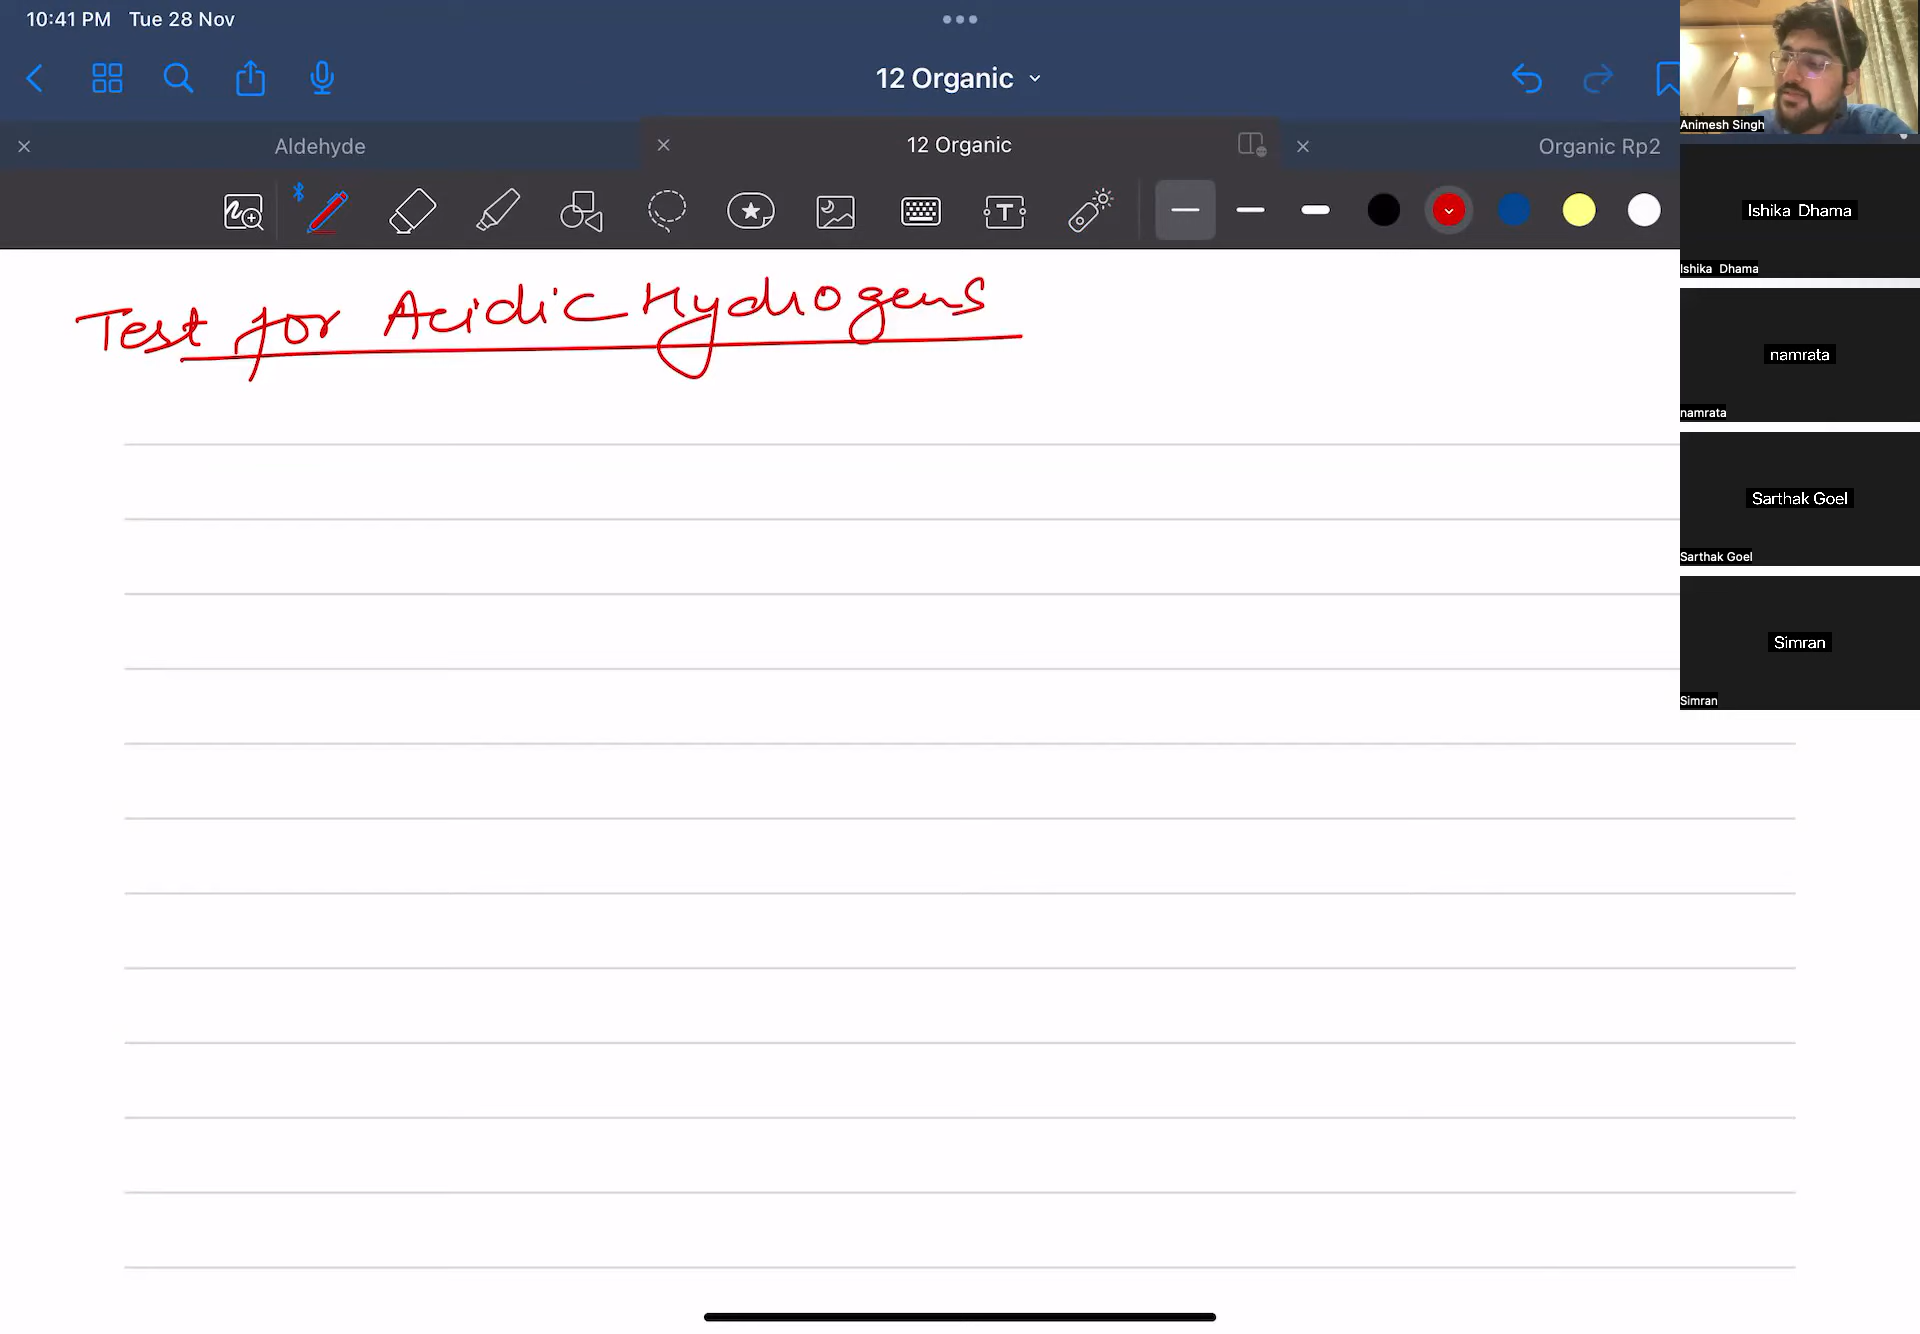 10:41 PM Tue 28 Nov
12 Organic
Aldehyde
12 Organic
Organic Rp2
T
Test for Acidic Hydrogens
Animesh Singh
Ishika Dhama
Ishika Dhama
namrata
namrata
Sarthak Goel
Sarthak Goel
Simran
Simran